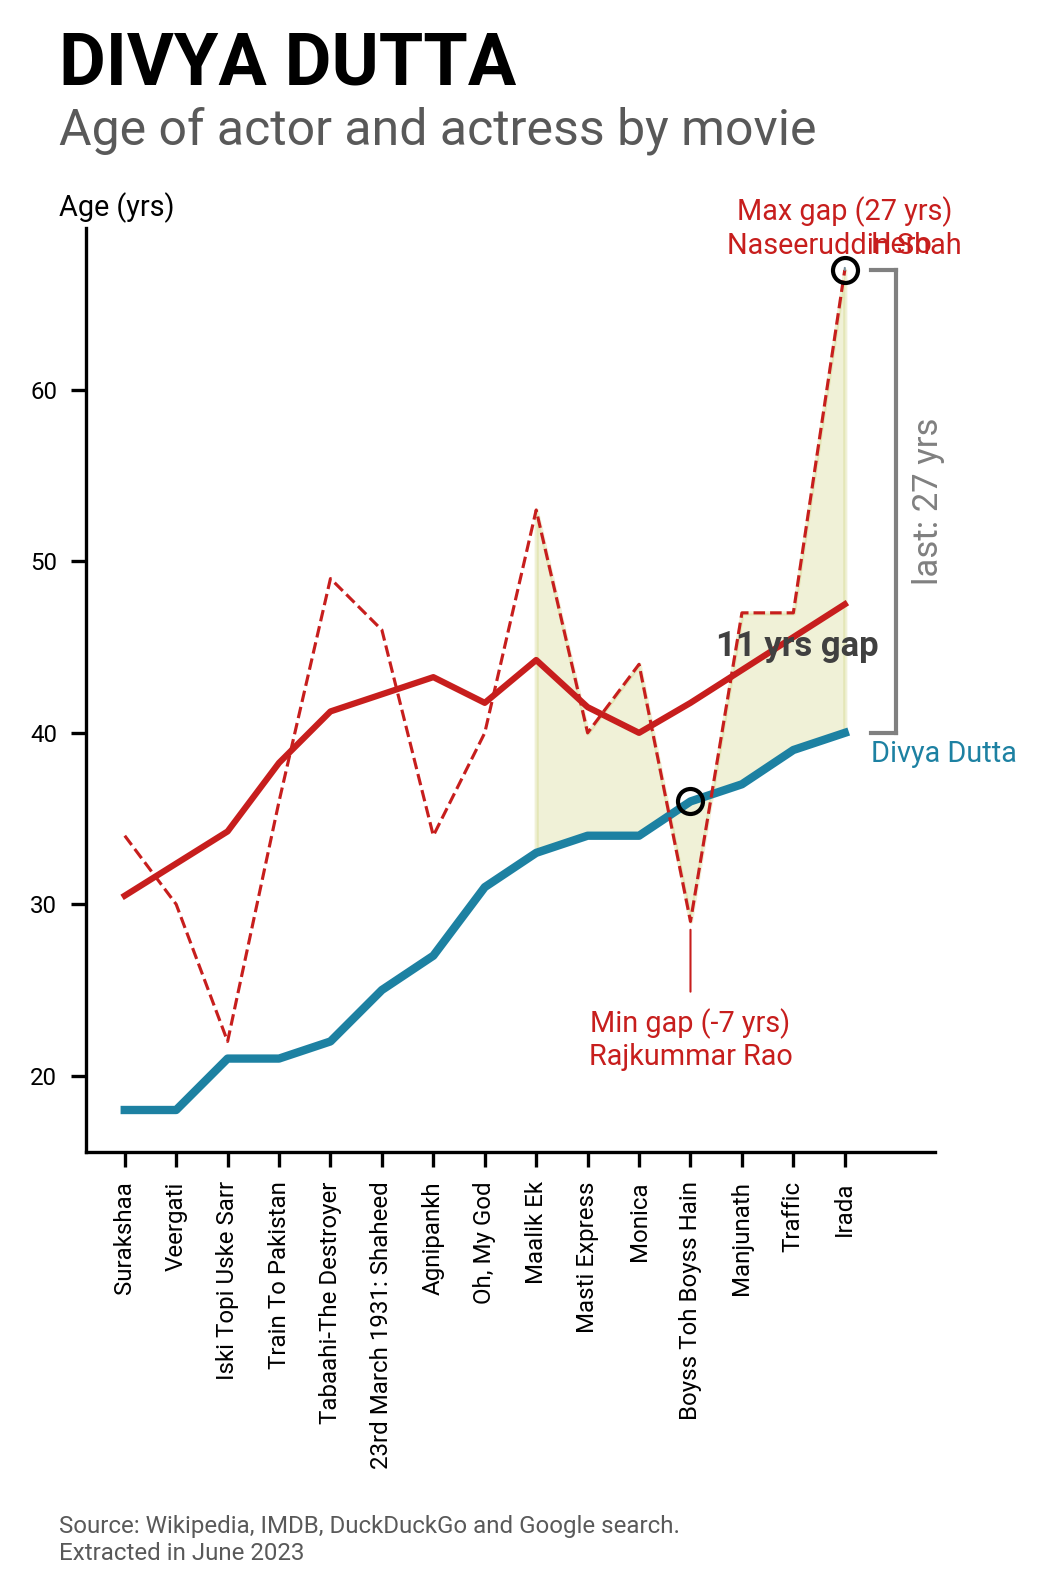 DIVYA DUTTA
Age of actor and actress by movie
Age (yrs)
Max gap (27 yrs)
Naseeruddin Shah
Hero
60
50
40
30
20
last: 27 yrs
11 yrs gap
Divya Dutta
Min gap (-7 yrs)
Rajkummar Rao
Surakshaa
Veergati
Iski Topi Uske Sarr
Train To Pakistan
Tabaahi-The Destroyer
23rd March 1931: Shaheed
Agnipankh
Oh, My God
Maalik Ek
Masti Express
Monica
Boyss Toh Boyss Hain
Manjunath
Traffic
Irada
Source: Wikipedia, IMDB, DuckDuckGo and Google search.
Extracted in June 2023